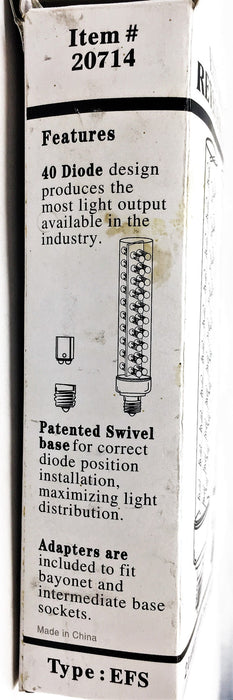 Item #
20714
Features
40 Diode design
produces the
most light output
available in the
industry.
Patented Swivel
base for correct
diode position
installation,
maximizing light
distribution.
Adapters are
included to fit
bayonet and
intermediate base
sockets.
Made in China
Type : EFS